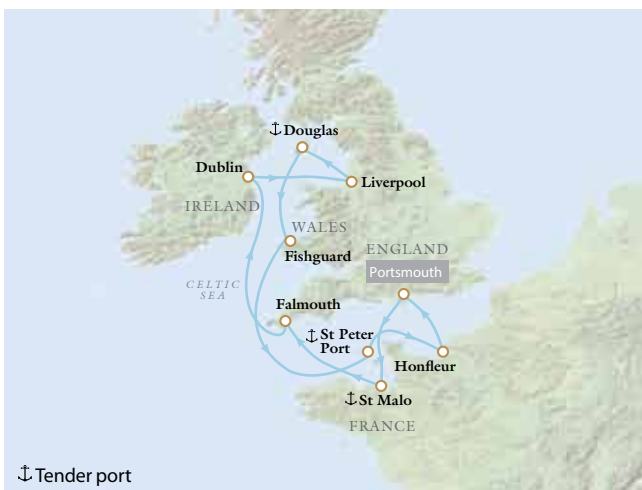 ⚓Douglas
Dublin
Liverpool
IRELAND
WALES
Fishguard
ENGLAND
Portsmouth
CELTIC
SEA
Falmouth
⚓St Peter
Port
Honfleur
⚓St Malo
FRANCE
⚓Tender port